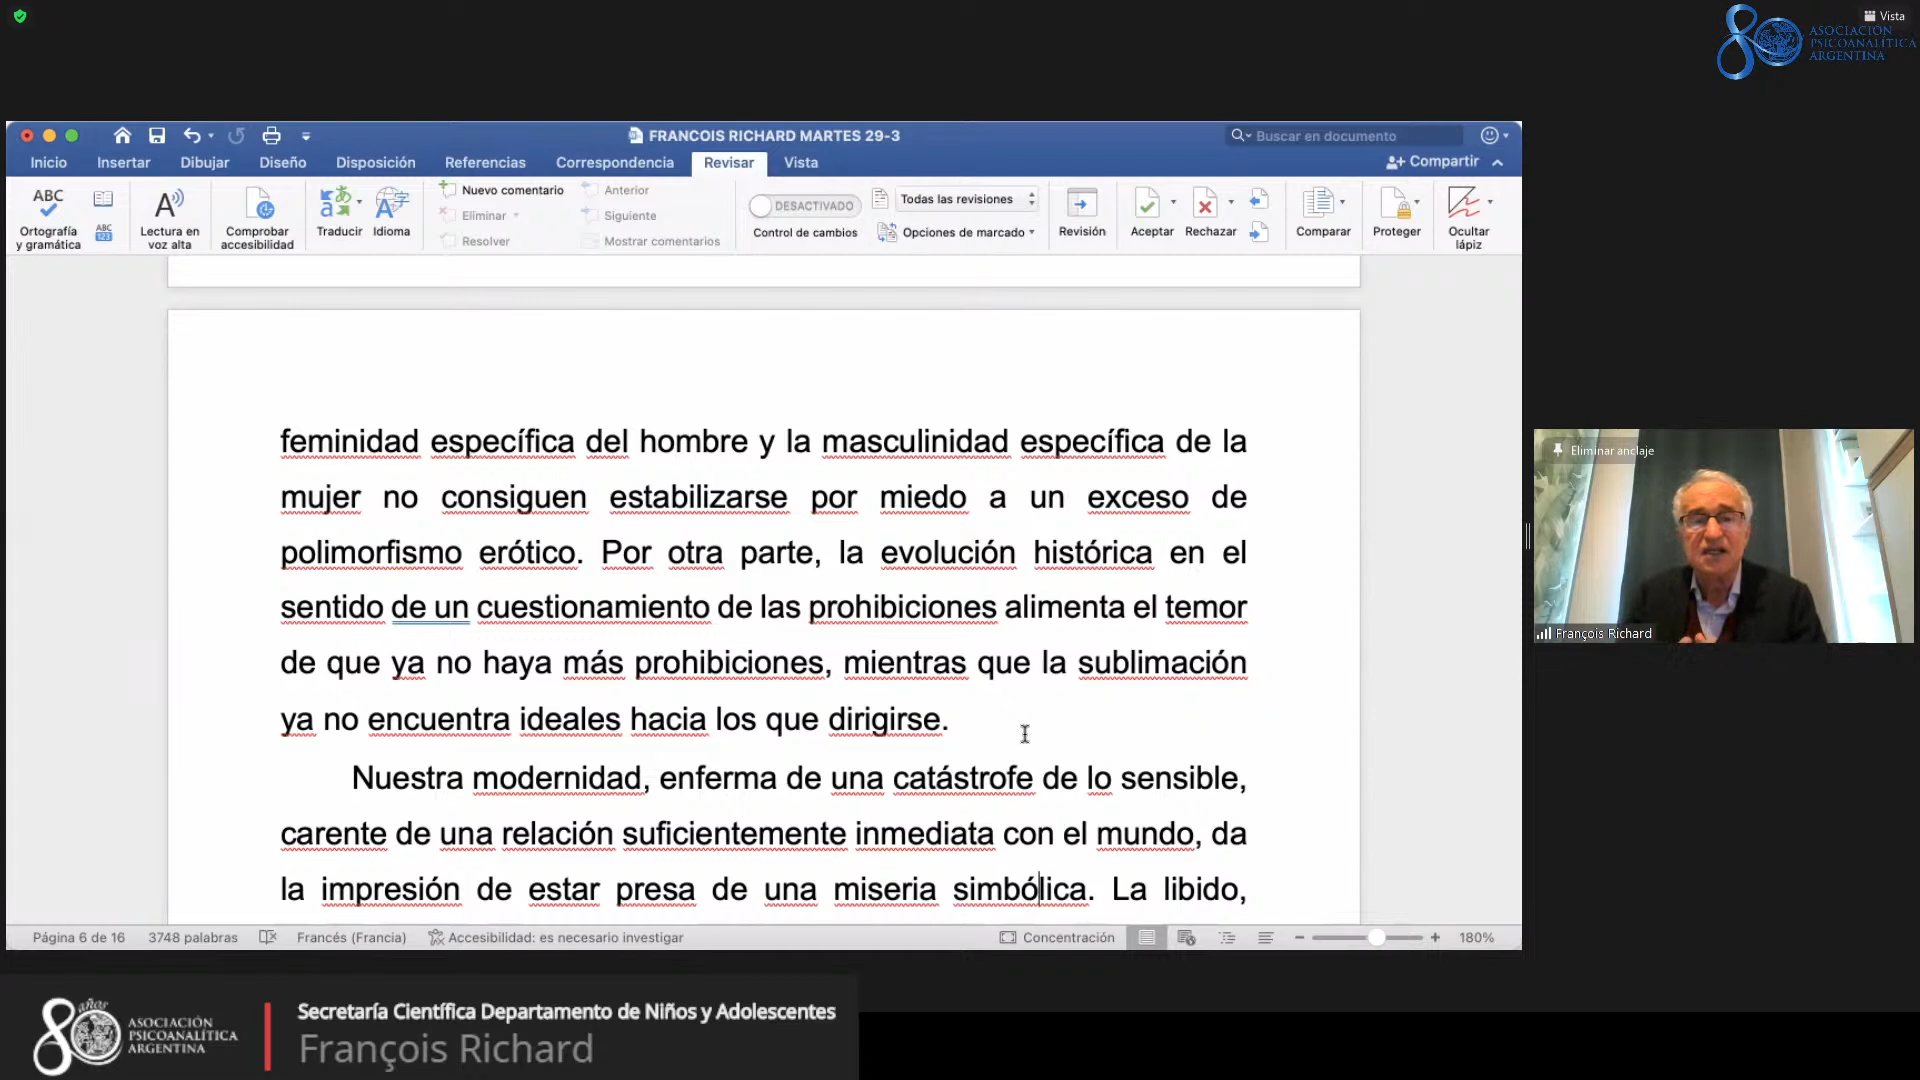 Vista
ASOCIACIÓN
PSICOANALÍTICA
ARGENTINA
FRANCOIS RICHARD MARTES 29-3
Buscar en documento
Inicio Insertar Dibujar Diseño Disposición Referencias Correspondencia Revisar Vista Compartir
ABC
Ortografía y gramática
ABC
123
Lectura en voz alta
Comprobar accesibilidad
Traducir
Idioma
Nuevo comentario
Eliminar
Resolver
Anterior
Siguiente
Mostrar comentarios
DESACTIVADO
Control de cambios
Todas las revisiones
Opciones de marcado
Revisión
Aceptar
Rechazar
Comparar
Proteger
Ocultar lápiz
feminidad específica del hombre y la masculinidad específica de la
mujer no consiguen estabilizarse por miedo a un exceso de
polimorfismo erótico. Por otra parte, la evolución histórica en el
sentido de un cuestionamiento de las prohibiciones alimenta el temor
de que ya no haya más prohibiciones, mientras que la sublimación
ya no encuentra ideales hacia los que dirigirse.
Nuestra modernidad, enferma de una catástrofe de lo sensible,
carente de una relación suficientemente inmediata con el mundo, da
la impresión de estar presa de una miseria simbólica. La libido,
Eliminar anclaje
François Richard
Página 6 de 16 3748 palabras Francés (Francia) Accesibilidad: es necesario investigar Concentración 180%
80 años
ASOCIACIÓN
PSICOANALÍTICA
ARGENTINA
Secretaría Científica Departamento de Niños y Adolescentes
François Richard